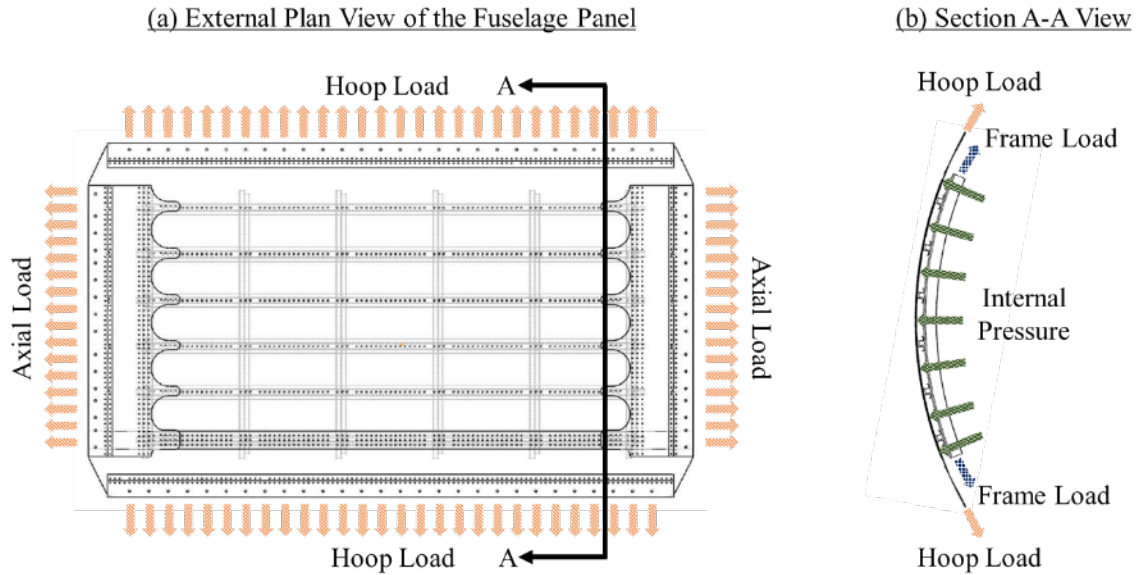 (a) External Plan View of the Fuselage Panel
(b) Section A-A View
Hoop Load
A
Axial Load
Axial Load
Hoop Load
A
Hoop Load
Frame Load
Internal
Pressure
Frame Load
Hoop Load